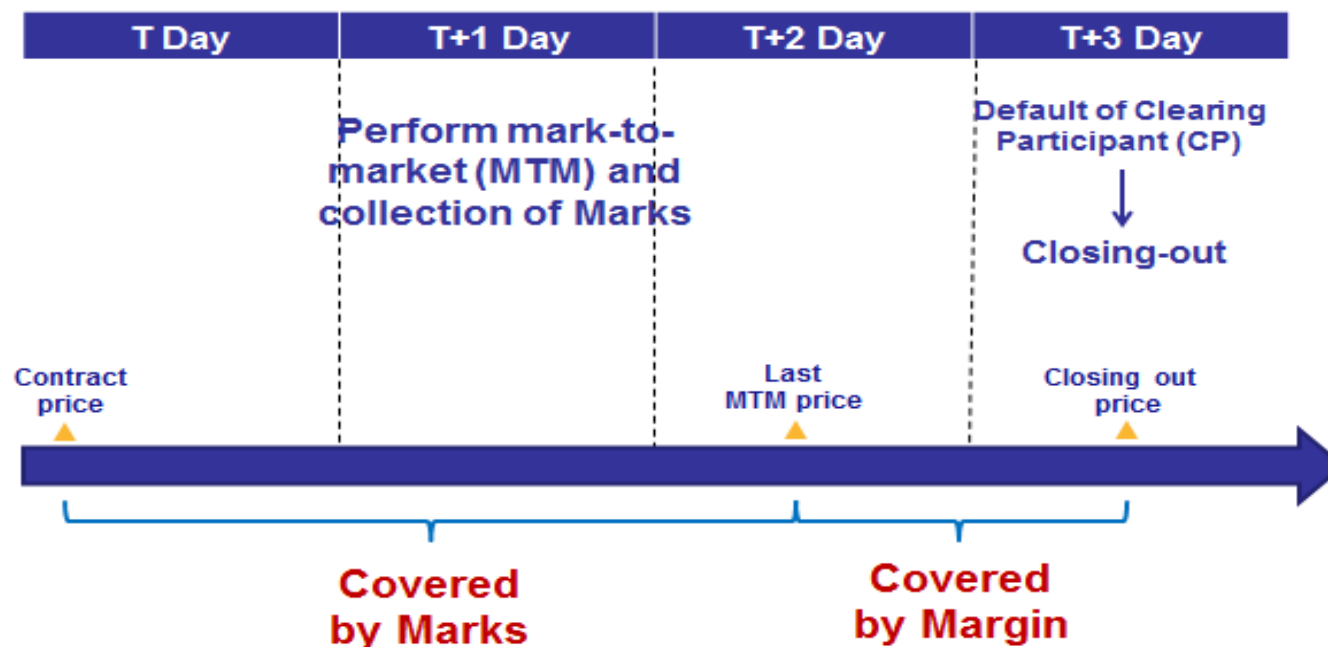 T Day
T+1 Day
T+2 Day
T+3 Day
Perform mark-to-
market (MTM) and
collection of Marks
Default of Clearing
Participant (CP)
Closing-out
Contract
price
Last
MTM price
Closing out
price
Covered
by Marks
Covered
by Margin